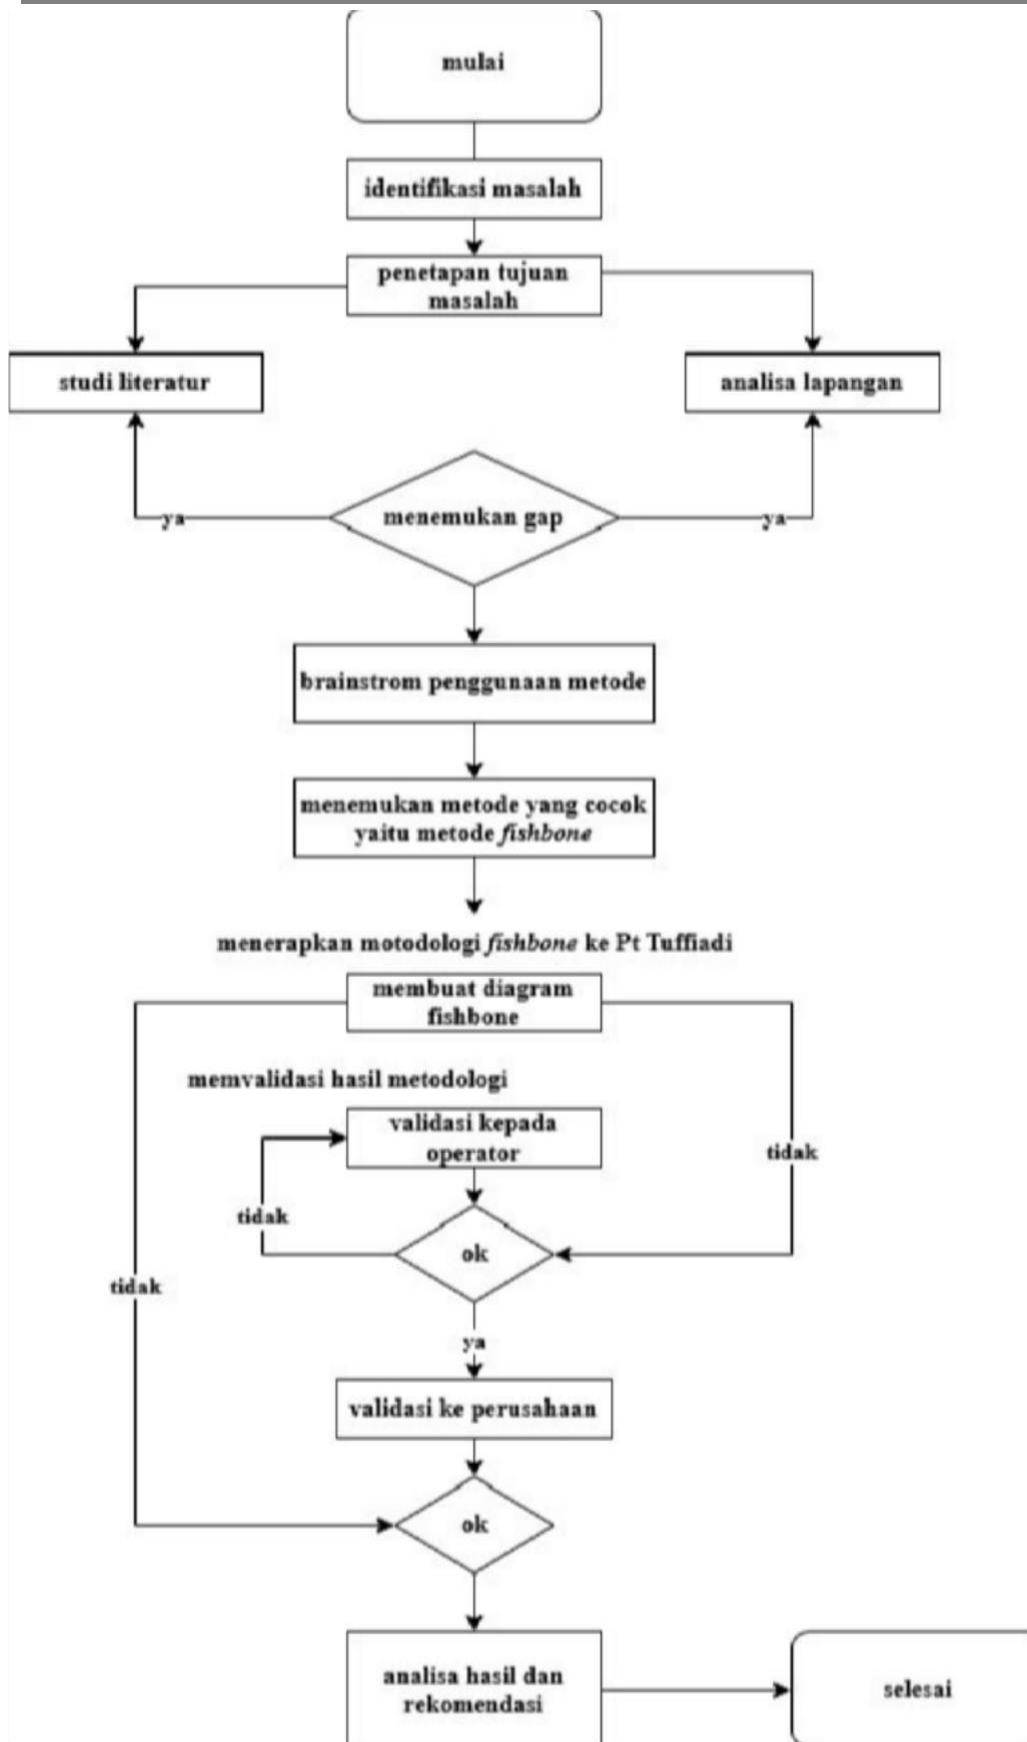 mulai
identifikasi masalah
penetapan tujuan
masalah
studi literatur
analisa lapangan
ya
menemukan gap
ya
brainstrom penggunaan metode
menemukan metode yang cocok
yaitu metode fishbone
menerapkan motodologi fishbone ke Pt Tuffiadi
membuat diagram
fishbone
memvalidasi hasil metodologi
validasi kepada
operator
tidak
tidak
ok
tidak
ya
validasi ke perusahaan
ok
analisa hasil dan
rekomendasi
selesai